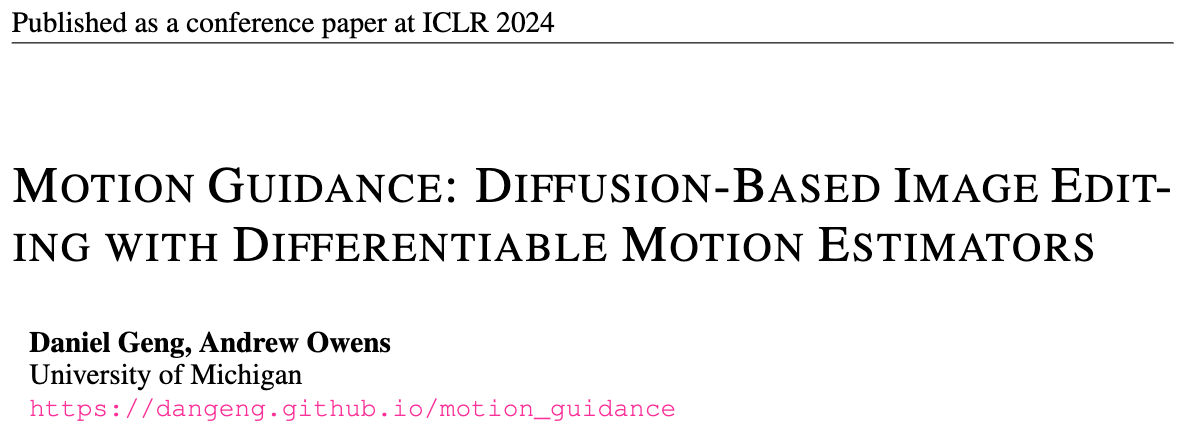 Published as a conference paper at ICLR 2024
MOTION GUIDANCE: DIFFUSION-BASED IMAGE EDIT-
ING WITH DIFFERENTIABLE MOTION ESTIMATORS
Daniel Geng, Andrew Owens
University of Michigan
https://dangeng.github.io/motion_guidance